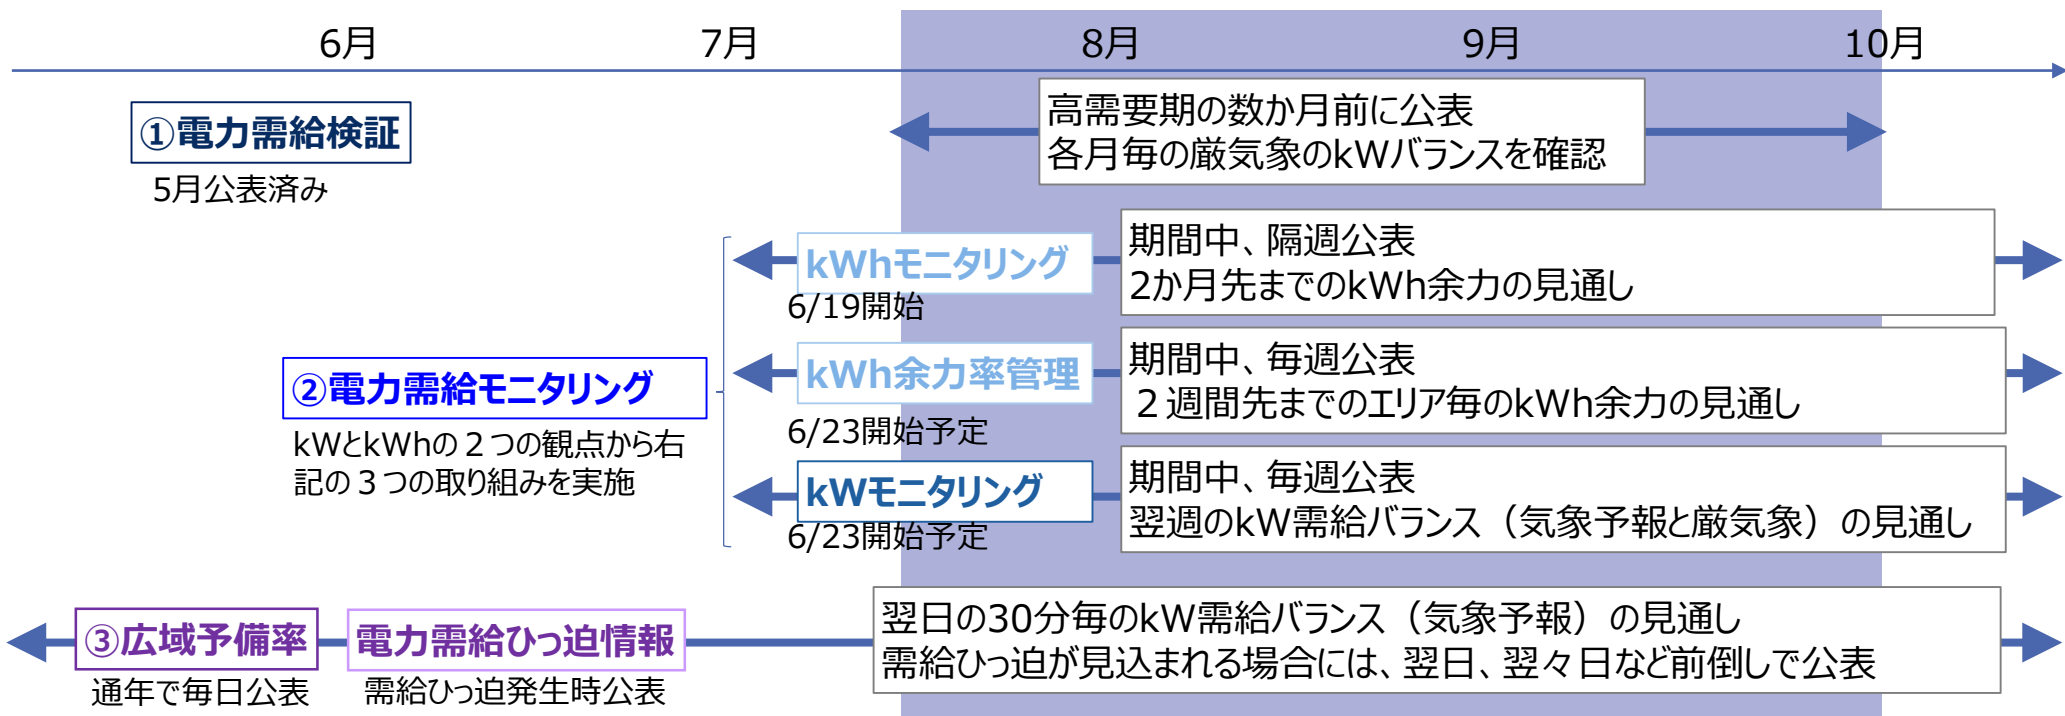 6月 7月 8月 9月 10月
①電力需給検証
5月公表済み
高需要期の数か月前に公表
各月毎の厳気象のkWバランスを確認
②電力需給モニタリング
kWとkWhの２つの観点から右
記の３つの取り組みを実施
kWhモニタリング
6/19開始
期間中、隔週公表
2か月先までのkWh余力の見通し
kWh余力率管理
6/23開始予定
期間中、毎週公表
２週間先までのエリア毎のkWh余力の見通し
kWモニタリング
6/23開始予定
期間中、毎週公表
翌週のkW需給バランス（気象予報と厳気象）の見通し
③広域予備率
通年で毎日公表
電力需給ひっ迫情報
需給ひっ迫発生時公表
翌日の30分毎のkW需給バランス（気象予報）の見通し
需給ひっ迫が見込まれる場合には、翌日、翌々日など前倒しで公表